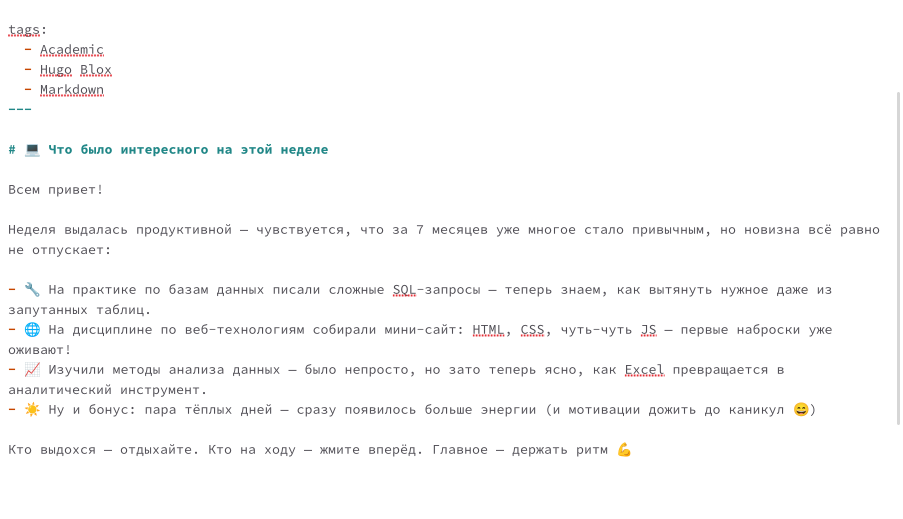 tags:
  - Academic
  - Hugo Blox
  - Markdown
---
# 💻 Что было интересного на этой неделе
Всем привет!
Неделя выдалась продуктивной — чувствуется, что за 7 месяцев уже многое стало привычным, но новизна всё равно
не отпускает:
- 🔧 На практике по базам данных писали сложные SQL-запросы — теперь знаем, как вытянуть нужное даже из
запутанных таблиц.
- 🌐 На дисциплине по веб-технологиям собирали мини-сайт: HTML, CSS, чуть-чуть JS — первые наброски уже
оживают!
- 📈 Изучили методы анализа данных — было непросто, но зато теперь ясно, как Excel превращается в
аналитический инструмент.
- ☀️ Ну и бонус: пара тёплых дней — сразу появилось больше энергии (и мотивации дожить до каникул 😄)
Кто выдохся — отдыхайте. Кто на ходу — жмите вперёд. Главное — держать ритм 💪